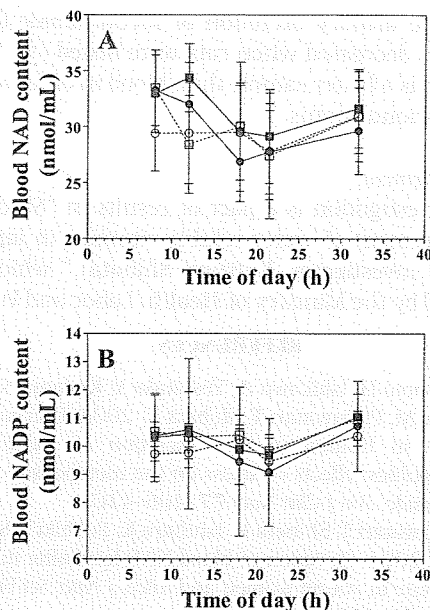 A
40
35
30
25
20
Blood NAD content
(nmol/mL)
0 5 10 15 20 25 30 35 40
Time of day (h)
B
14
13
12
11
10
9
8
7
6
Blood NADP content
(nmol/mL)
0 5 10 15 20 25 30 35 40
Time of day (h)